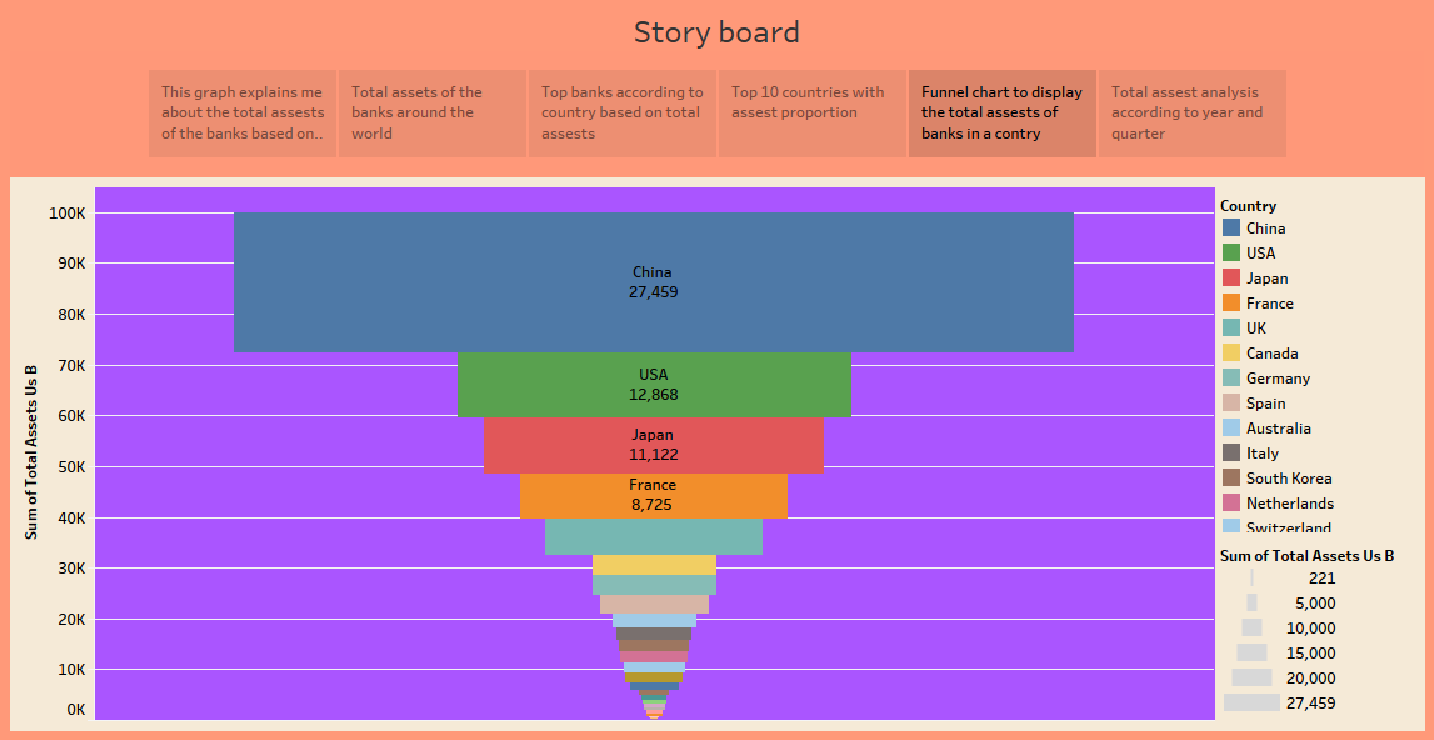 Story board
This graph explains me
about the total assests
of the banks based on..
Total assets of the
banks around the
world
Top banks according to
country based on total
assests
Top 10 countries with
assest proportion
Funnel chart to display
the total assests of
banks in a contry
Total assest analysis
according to year and
quarter
Sum of Total Assets Us B
100K
90K
80K
70K
60K
50K
40K
30K
20K
10K
0K
China
27,459
USA
12,868
Japan
11,122
France
8,725
Country
China
USA
Japan
France
UK
Canada
Germany
Spain
Australia
Italy
South Korea
Netherlands
Switzerland
Sum of Total Assets Us B
221
5,000
10,000
15,000
20,000
27,459